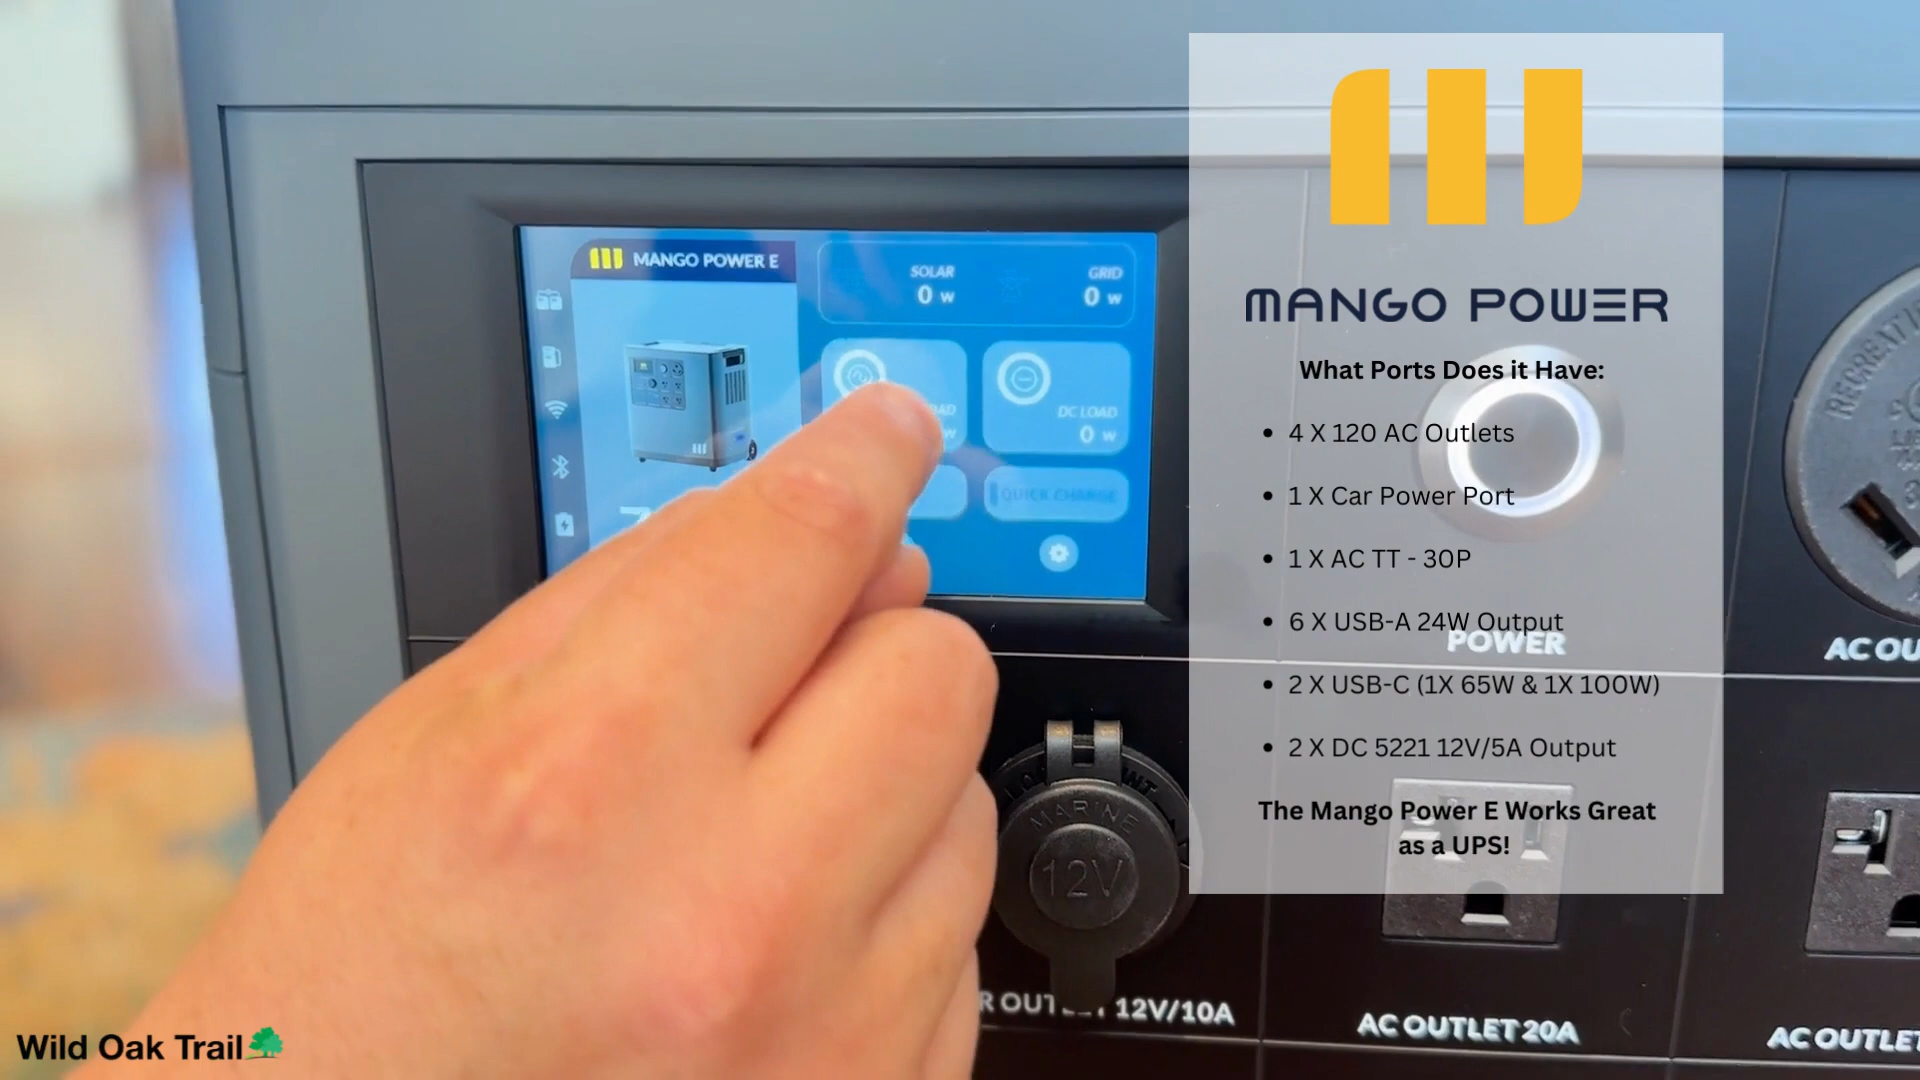 MANGO POWER E
SOLAR
0 W
GRID
0 W
DC LOAD
0 W
QUICK CHARGE
MANGO POWER
What Ports Does it Have:
• 4 X 120 AC Outlets
• 1 X Car Power Port
• 1 X AC TT - 30P
• 6 X USB-A 24W Output
• 2 X USB-C (1X 65W & 1X 100W)
• 2 X DC 5221 12V/5A Output
The Mango Power E Works Great
as a UPS!
POWER
MARINE
12V
12V/10A
AC OUTLET 20A
AC
Wild Oak Trail